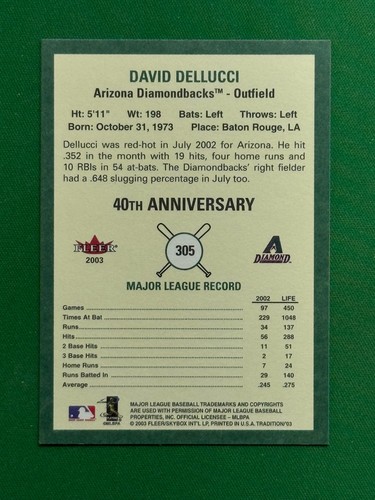 DAVID DELLUCCI
Arizona Diamondbacks™ - Outfield
Ht: 5'11" Wt: 198 Bats: Left Throws: Left
Born: October 31, 1973 Place: Baton Rouge, LA
Dellucci was red-hot in July 2002 for Arizona. He hit
.352 in the month with 19 hits, four home runs and
10 RBIs in 54 at-bats. The Diamondbacks' right fielder
had a .648 slugging percentage in July too.
40TH ANNIVERSARY
FLEER
2003
305
A
DIAMOND
MAJOR LEAGUE RECORD
2002 LIFE
Games 97 450
Times At Bat 229 1048
Runs 34 137
Hits 56 288
2 Base Hits 11 51
3 Base Hits 2 17
Home Runs 7 24
Runs Batted In 29 140
Average .245 .275
MAJOR LEAGUE BASEBALL TRADEMARKS AND COPYRIGHTS
ARE USED WITH PERMISSION OF MAJOR LEAGUE BASEBALL
PROPERTIES, INC. OFFICIAL LICENSEE – MLBPA
© 2003 FLEER/SKYBOX INT'L LP, PRINTED IN U.S.A. TRADITION/'03
©MLBPA